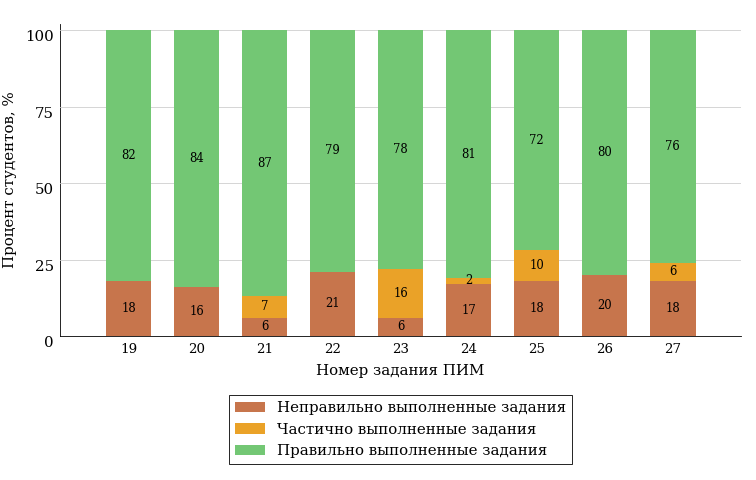 Процент студентов, %
100
75
50
25
0
82 84 87 79 78 81 72 80 76
7 16 2 10 6
18 16 6 21 6 17 18 20 18
19 20 21 22 23 24 25 26 27
Номер задания ПИМ
Неправильно выполненные задания
Частично выполненные задания
Правильно выполненные задания